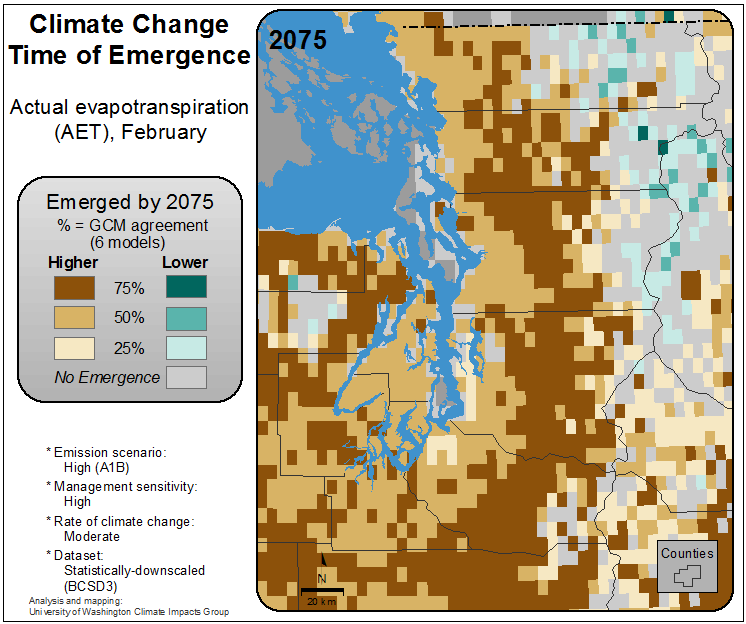 Climate Change
Time of Emergence
Actual evapotranspiration
(AET), February
Emerged by 2075
% = GCM agreement
(6 models)
Higher Lower
75%
50%
25%
No Emergence
* Emission scenario:
High (A1B)
* Management sensitivity:
High
* Rate of climate change:
Moderate
* Dataset:
Statistically-downscaled
(BCSD3)
Analysis and mapping:
University of Washington Climate Impacts Group
2075
N
20 km
Counties